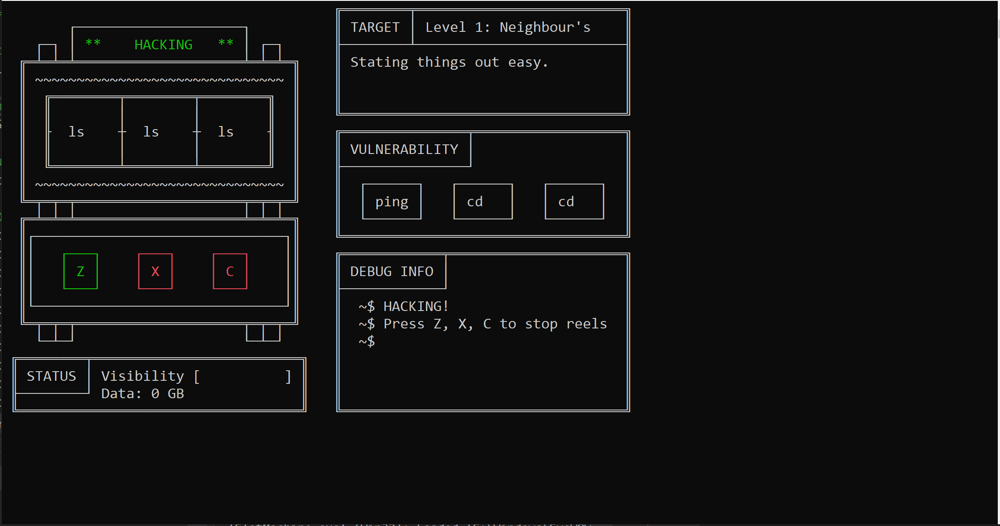 ** HACKING **
~~~~~~~~~~~~~~~~~~~~~~~~~~~~~~
ls ls ls
~~~~~~~~~~~~~~~~~~~~~~~~~~~~~~
Z X C
STATUS Visibility [ ]
Data: 0 GB
TARGET Level 1: Neighbour's
Stating things out easy.
VULNERABILITY
ping cd cd
DEBUG INFO
~$ HACKING!
~$ Press Z, X, C to stop reels
~$